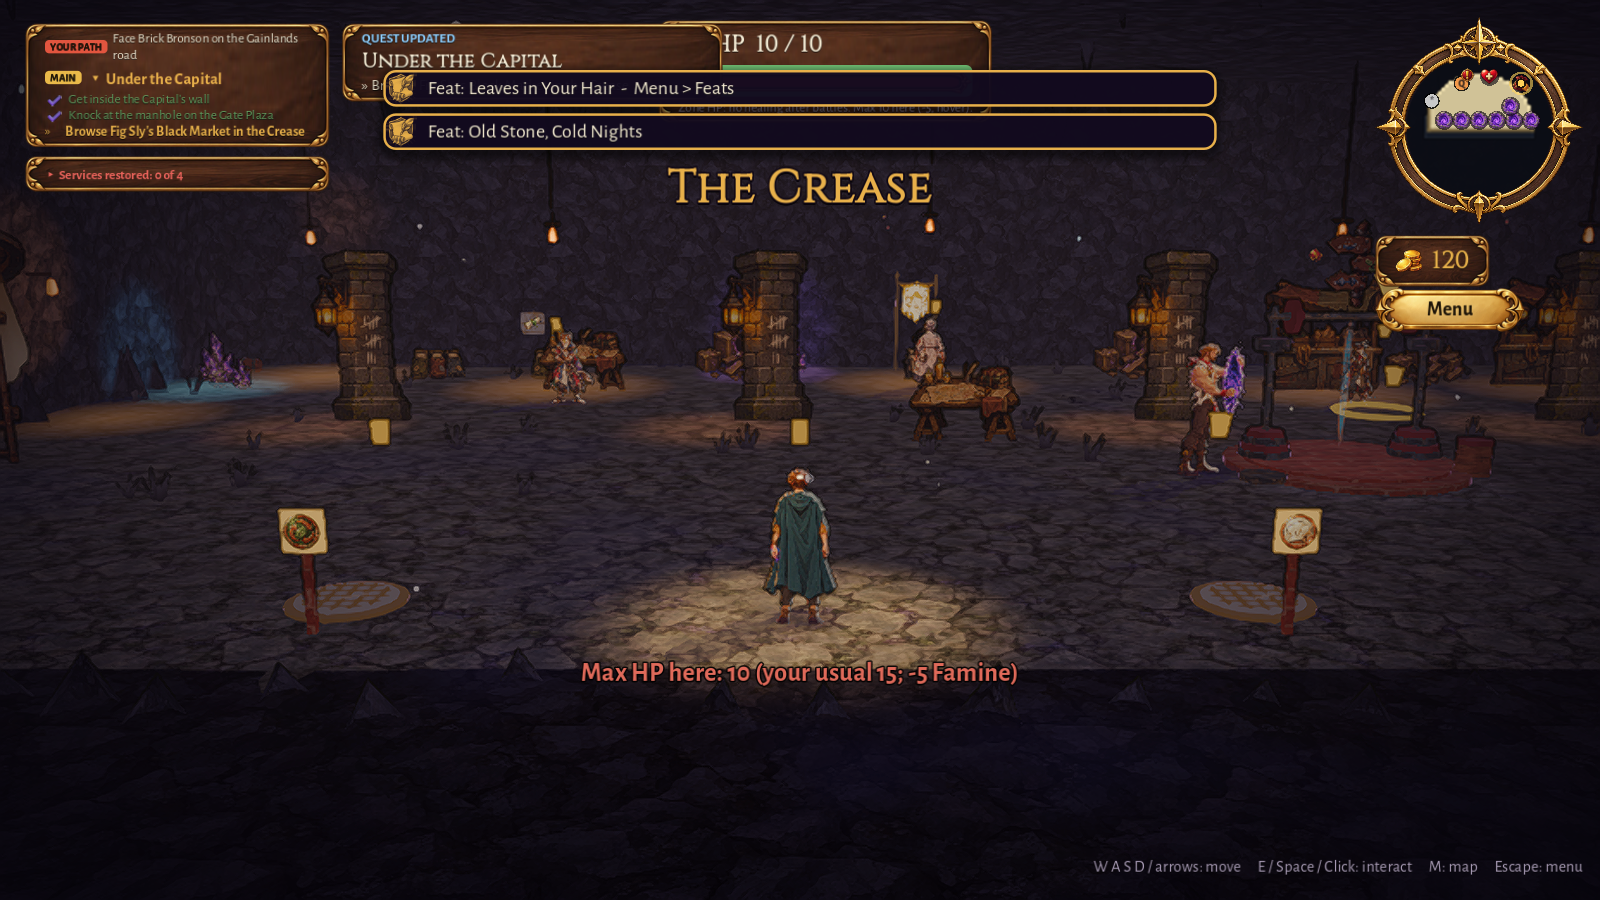 YOUR PATH Face Brick Bronson on the Gainlands road
MAIN Under the Capital
Get inside the Capital's wall
Knock at the manhole on the Gate Plaza
» Browse Fig Sly's Black Market in the Crease
Services restored: 0 of 4
QUEST UPDATED
UNDER THE CAPITAL
HP 10 / 10
Feat: Leaves in Your Hair - Menu > Feats
Feat: Old Stone, Cold Nights
THE CREASE
120
Menu
Max HP here: 10 (your usual 15; -5 Famine)
W A S D / arrows: move E / Space / Click: interact M: map Escape: menu